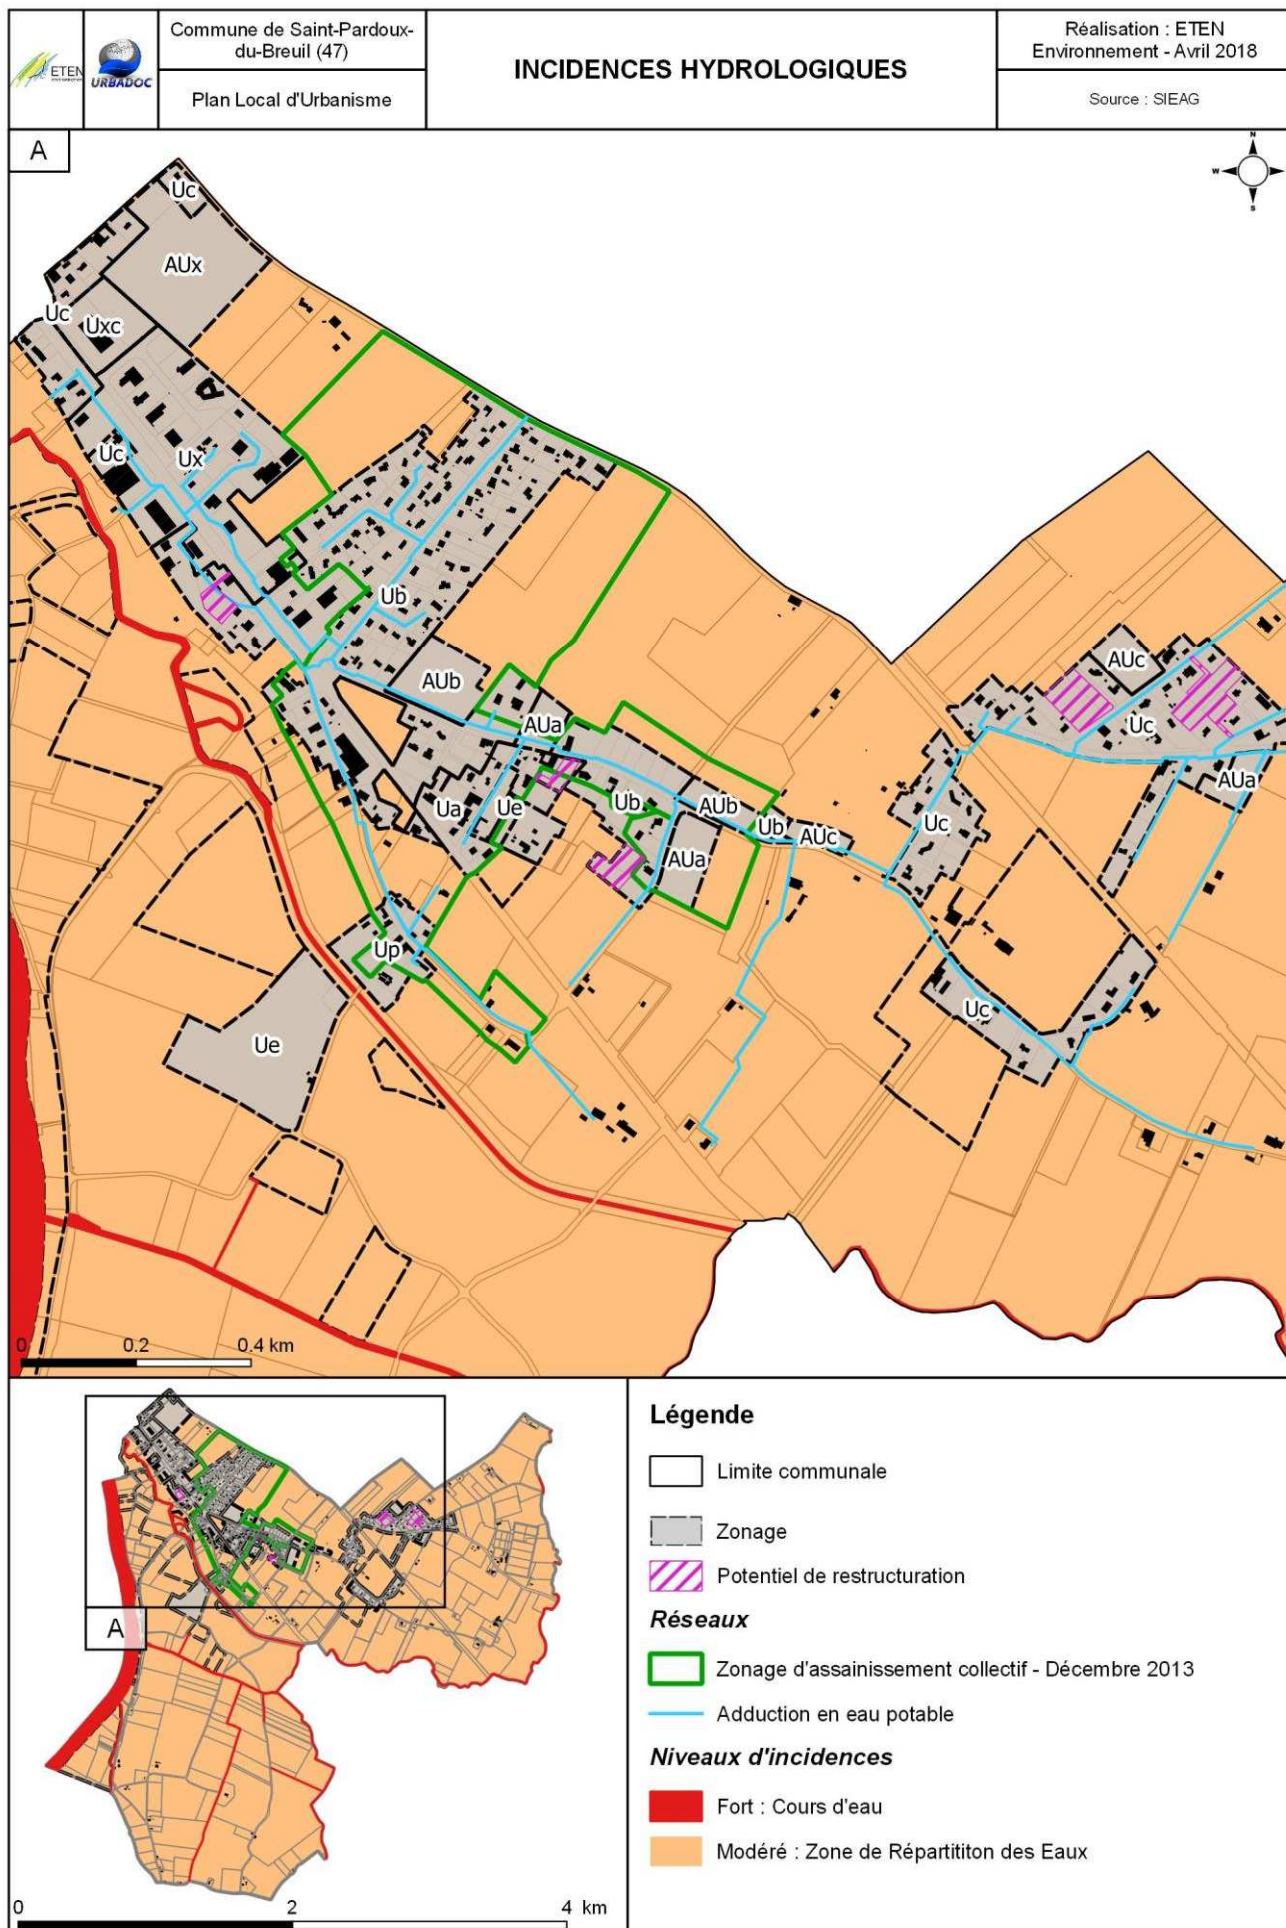 ETEN
URBADOC
Commune de Saint-Pardoux-
du-Breuil (47)
Plan Local d'Urbanisme
INCIDENCES HYDROLOGIQUES
Réalisation : ETEN
Environnement - Avril 2018
Source : SIEAG
A
N
W
S
Uc
AUx
Uc
Uxc
Uc
Ux
Ub
AUb
AUa
AUc
Uc
AUa
Ua
Ue
Ub
AUb
Ub
AUc
Uc
AUa
Up
Uc
Ue
0 0.2 0.4 km
A
0 2 4 km
Légende
Limite communale
Zonage
Potentiel de restructuration
Réseaux
Zonage d'assainissement collectif - Décembre 2013
Adduction en eau potable
Niveaux d'incidences
Fort : Cours d'eau
Modéré : Zone de Répartititon des Eaux